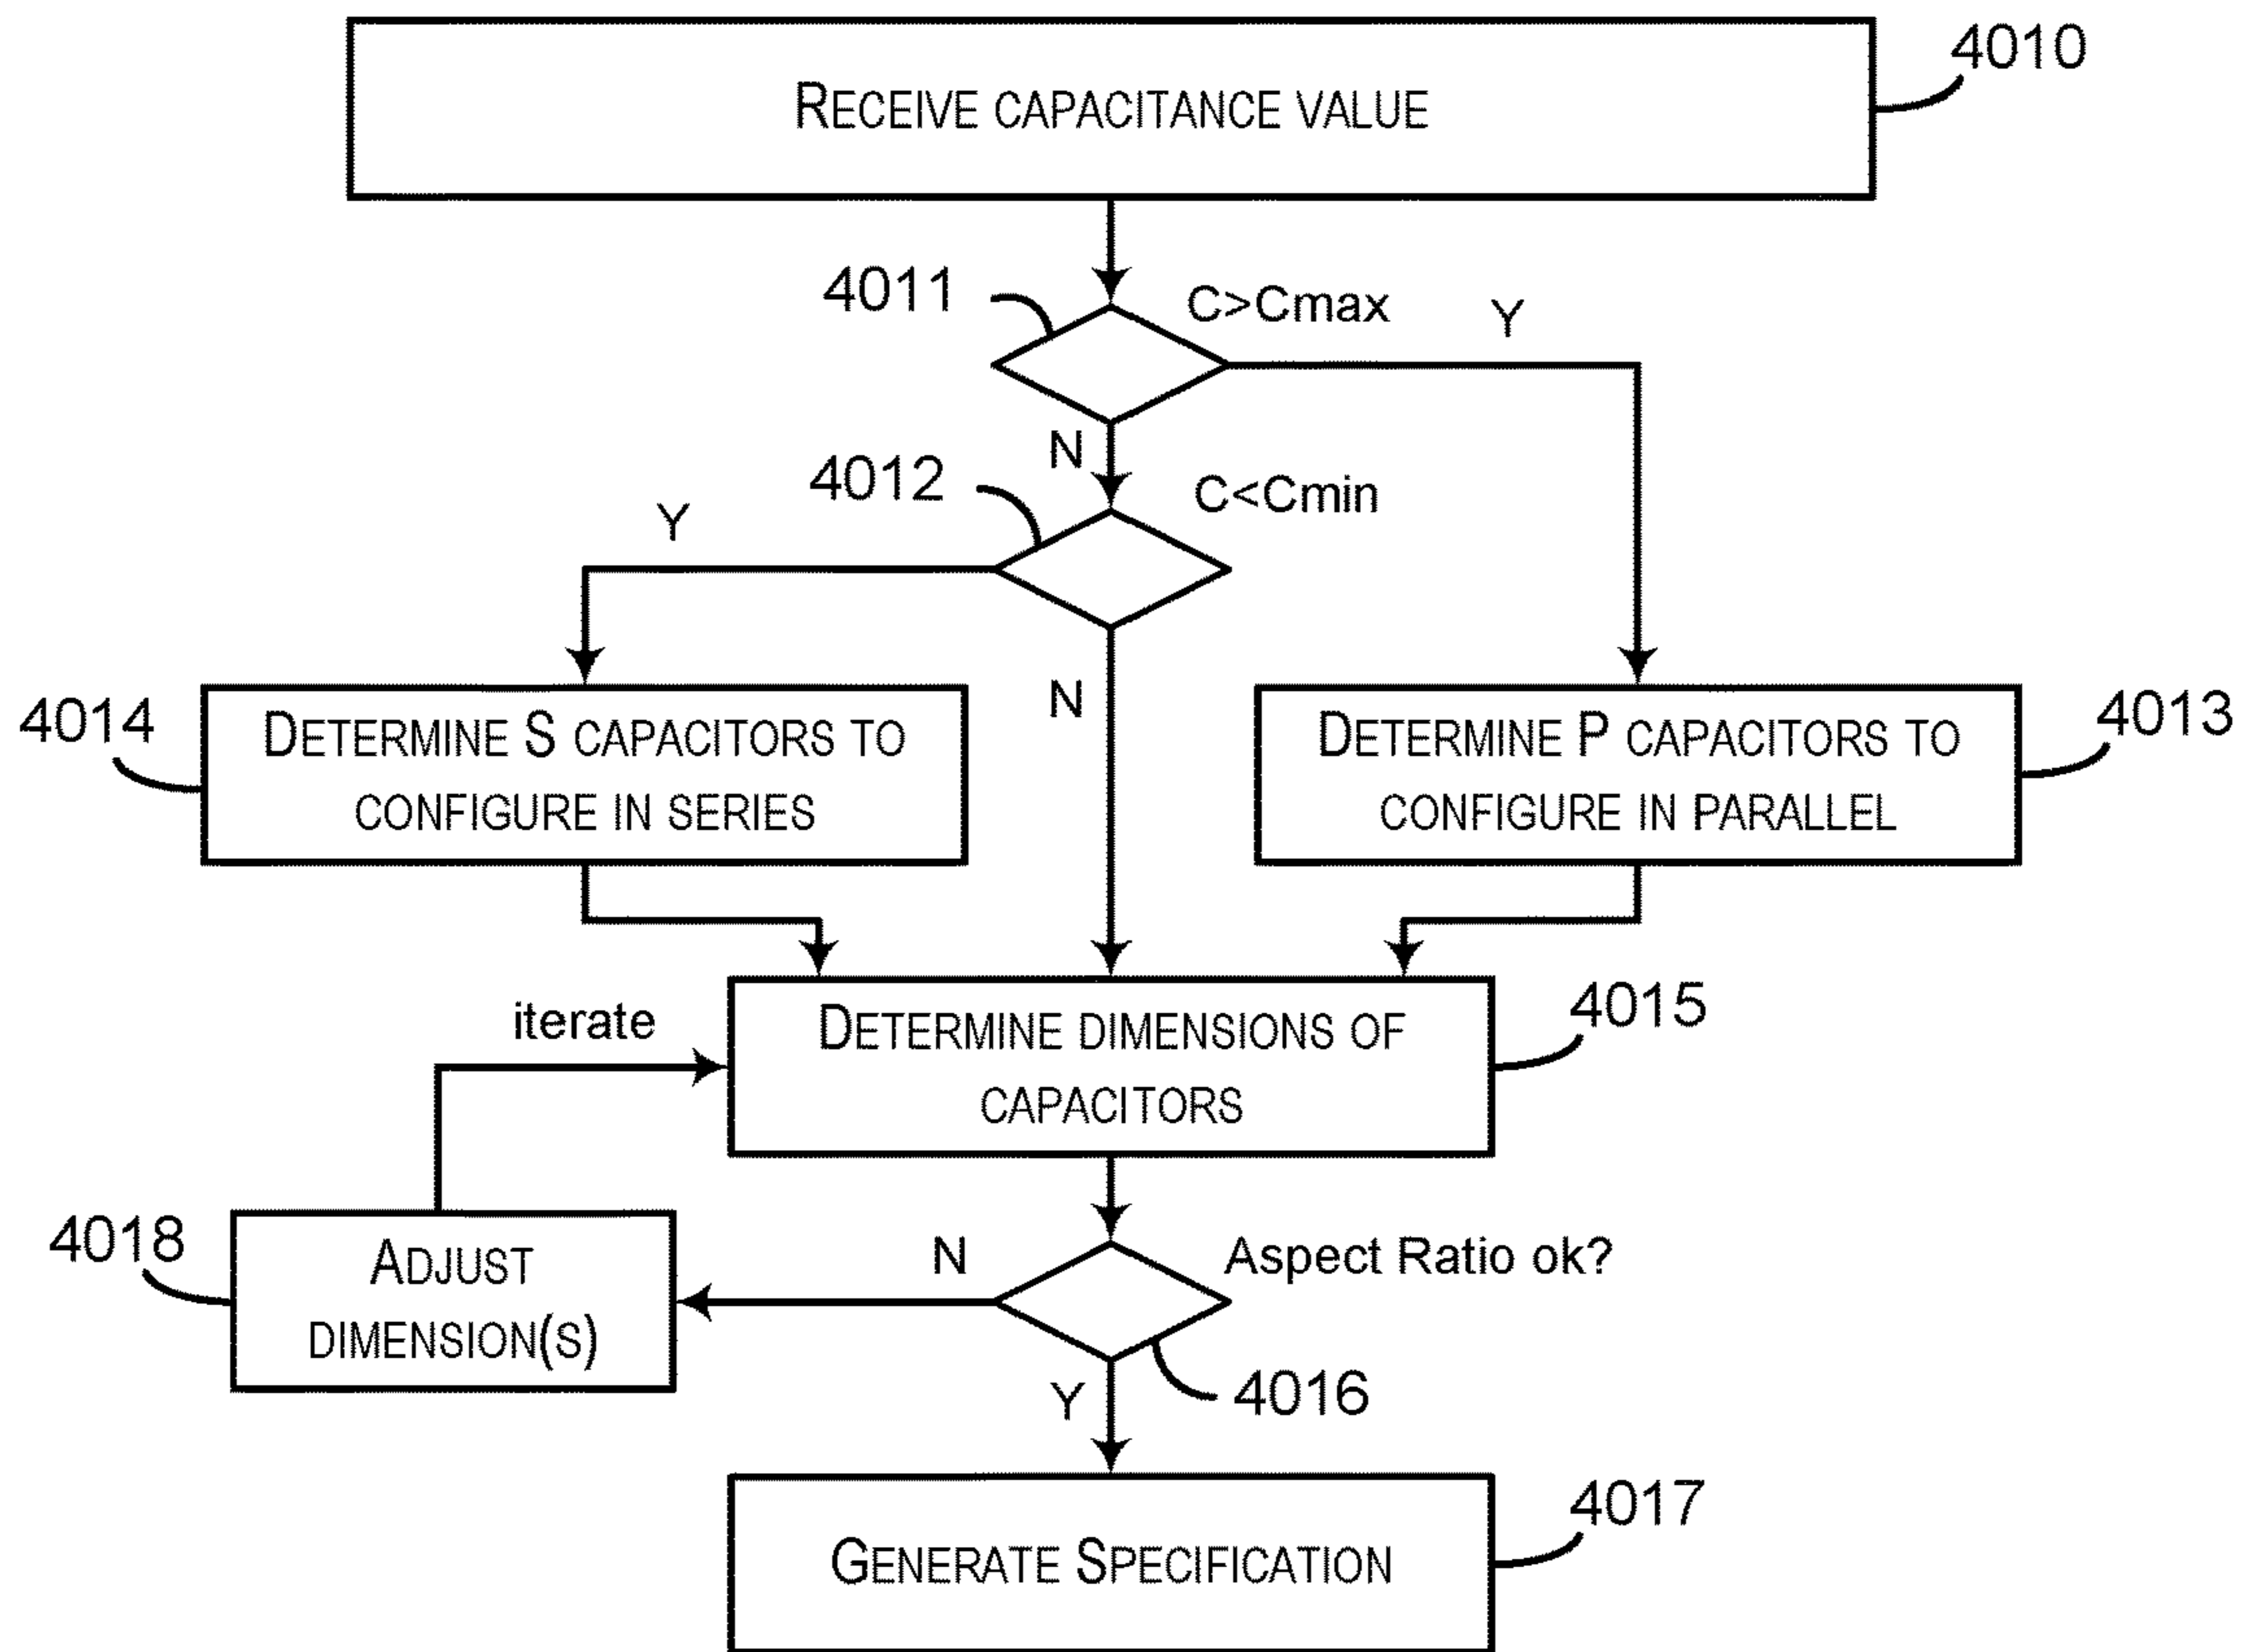 4010
RECEIVE CAPACITANCE VALUE
4011
C>Cmax
Y
N
4012
C<Cmin
Y
N
4014
DETERMINE S CAPACITORS TO
CONFIGURE IN SERIES
DETERMINE P CAPACITORS TO
CONFIGURE IN PARALLEL
4013
iterate
DETERMINE DIMENSIONS OF
CAPACITORS
4015
4018
ADJUST
DIMENSION(S)
N
Aspect Ratio ok?
4016
Y
GENERATE SPECIFICATION
4017